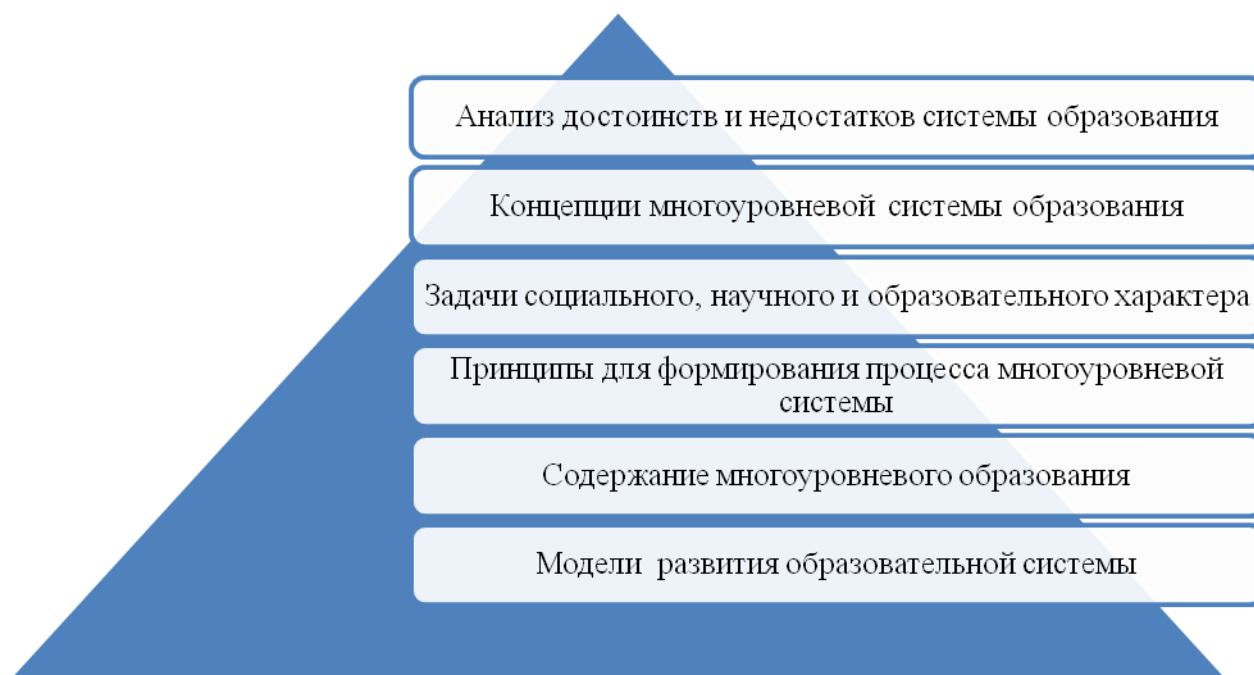 Анализ достоинств и недостатков системы образования
Концепции многоуровневой системы образования
Задачи социального, научного и образовательного характера
Принципы для формирования процесса многоуровневой
системы
Содержание многоуровневого образования
Модели развития образовательной системы